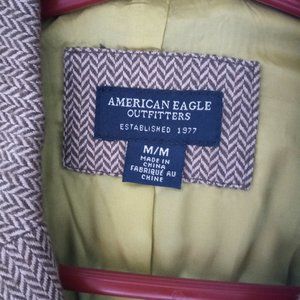 AMERICAN EAGLE
OUTFITTERS
ESTABLISHED 1977
M/M
MADE IN
CHINA
FABRIQUÉ AU
CHINE